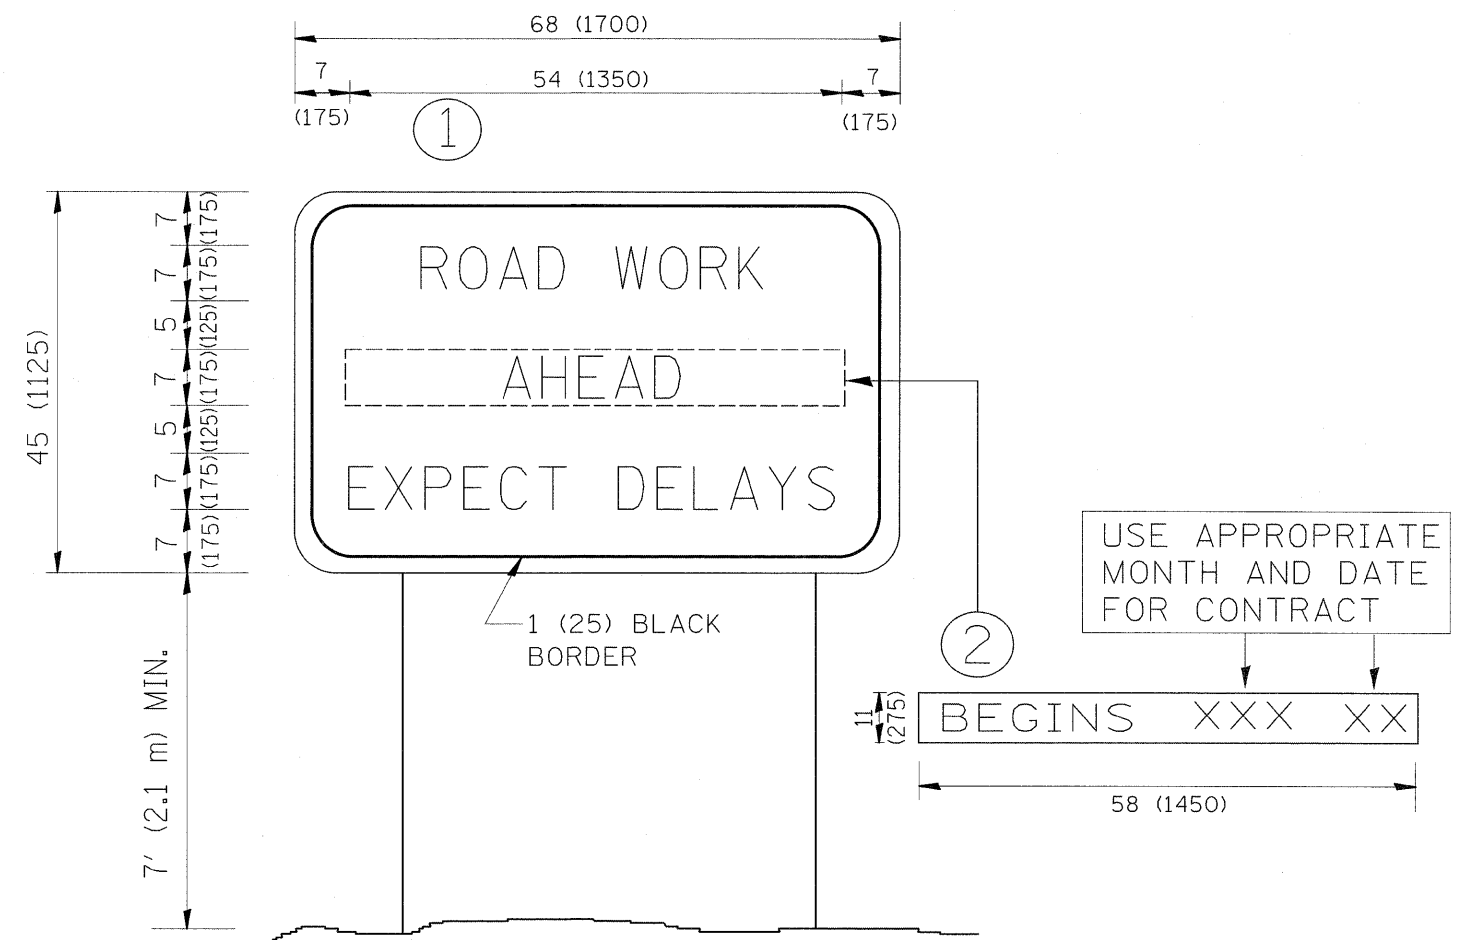 68 (1700)
7 54 (1350) 7
(175) (175)
1
7 (175)
7 (175)
5 (125)
7 (175)
5 (125)
7 (175)
7 (175)
45 (1125)
ROAD WORK
AHEAD
EXPECT DELAYS
1 (25) BLACK
BORDER
7' (2.1 m) MIN.
2
USE APPROPRIATE
MONTH AND DATE
FOR CONTRACT
11
(275)
BEGINS XXX XX
58 (1450)